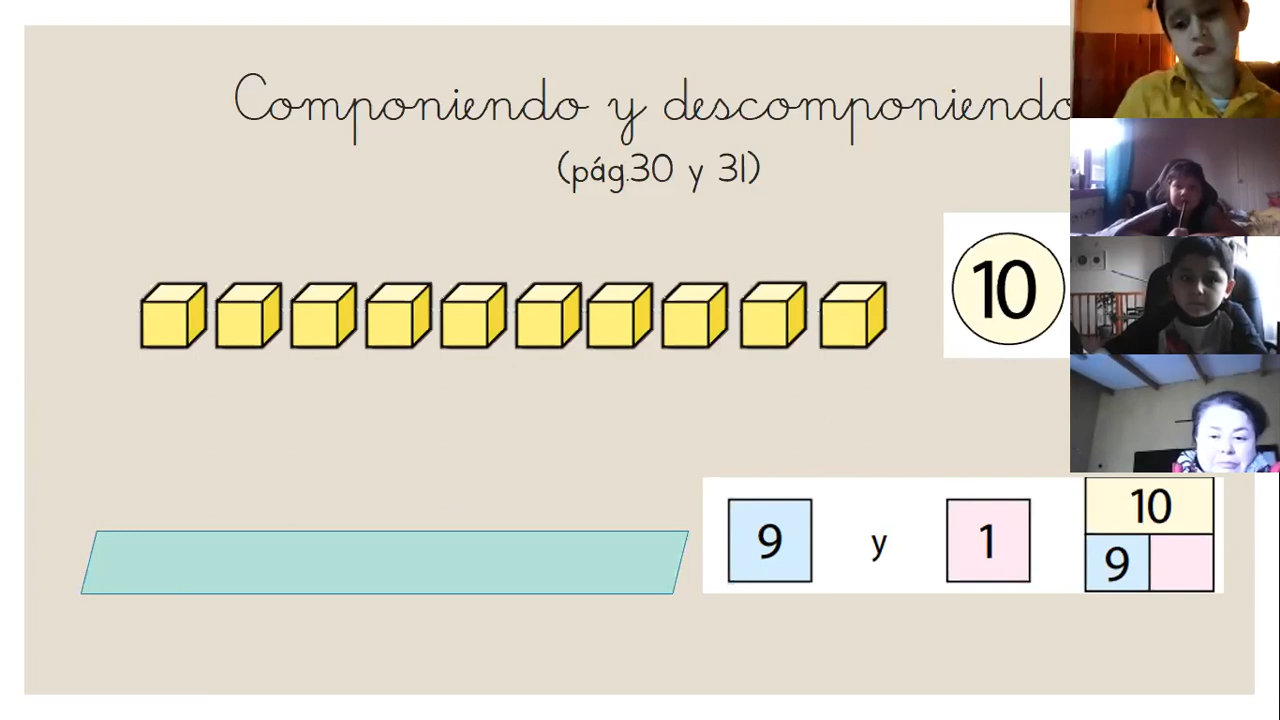 Componiendo y descomponiendo
(pág.30 y 31)
10
9 y 1
10
9